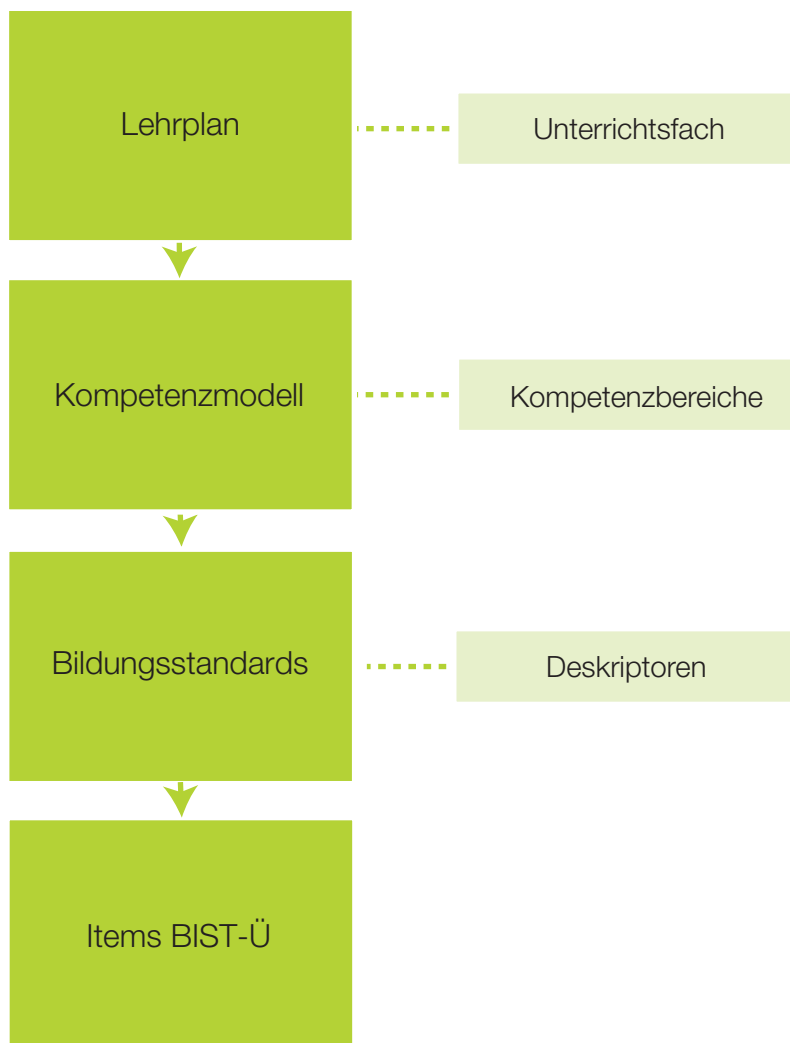 Lehrplan
Unterrichtsfach
Kompetenzmodell
Kompetenzbereiche
Bildungsstandards
Deskriptoren
Items BIST-Ü